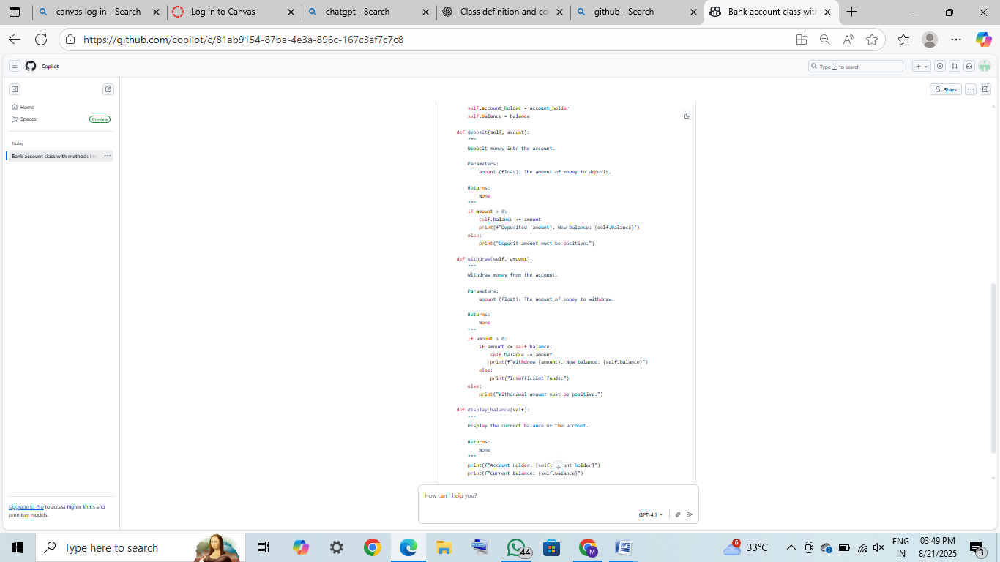 canvas log in - Search
Log in to Canvas
chatgpt - Search
Class definition and co
github - Search
Bank account class with
https://github.com/copilot/c/81ab9154-87ba-4e3a-896c-167c3af7c7c8
Copilot
Type / to search
Share
Home
Spaces
Preview
Today
Bank account class with methods im
self.account_holder = account_holder
self.balance = balance
def deposit(self, amount):
"""
Deposit money into the account.
Parameters:
amount (float): The amount of money to deposit.
Returns:
None
"""
if amount > 0:
self.balance += amount
print(f"Deposited {amount}. New balance: {self.balance}")
else:
print("Deposit amount must be positive.")
def withdraw(self, amount):
"""
Withdraw money from the account.
Parameters:
amount (float): The amount of money to withdraw.
Returns:
None
"""
if amount > 0:
if amount <= self.balance:
self.balance -= amount
print(f"Withdrew {amount}. New balance: {self.balance}")
else:
print("Insufficient funds.")
else:
print("Withdrawal amount must be positive.")
def display_balance(self):
"""
Display the current balance of the account.
Returns:
None
"""
print(f"Account Holder: {self. unt_holder}")
print(f"Current Balance: {self.balance}")
How can I help you?
GPT-4.1
Upgrade to Pro to access higher limits and
premium models.
Type here to search
44
M
6
33°C
ENG
IN
03:49 PM
8/21/2025
3